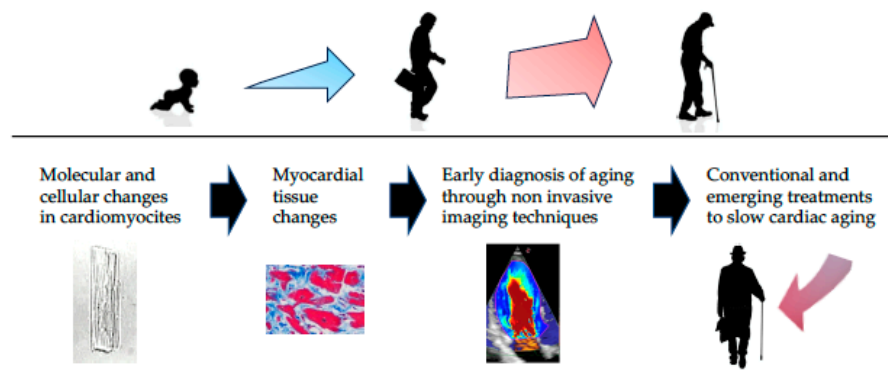 Molecular and
cellular changes
in cardiomyocites
Myocardial
tissue
changes
Early diagnosis of aging
through non invasive
imaging techniques
Conventional and
emerging treatments
to slow cardiac aging